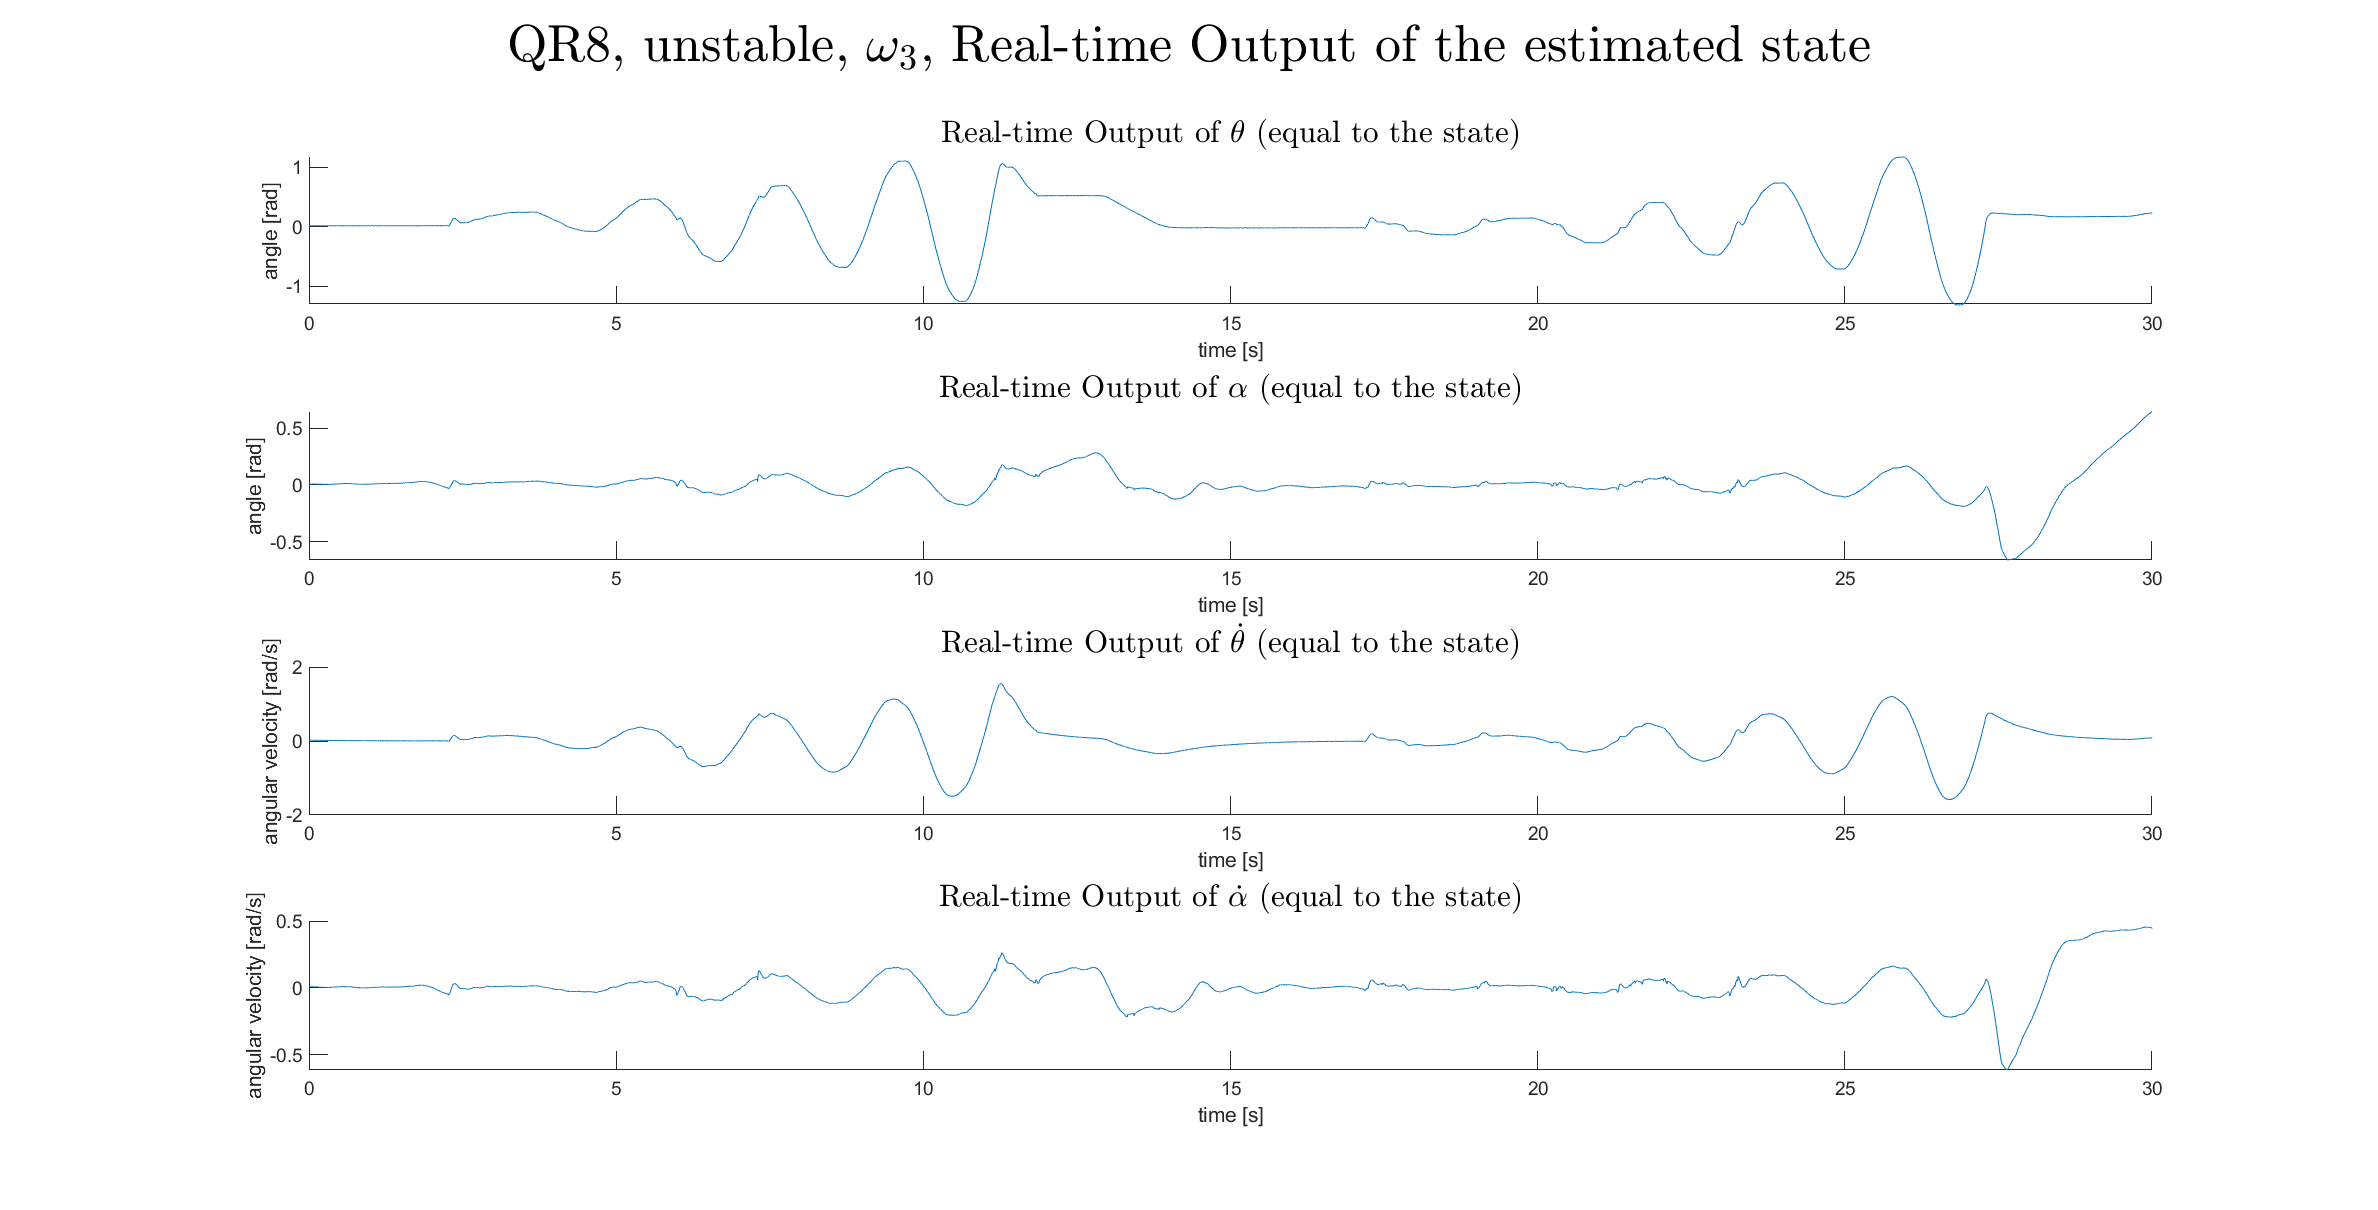 QR8, unstable, ω₃, Real-time Output of the estimated state
Real-time Output of θ (equal to the state)
angle [rad]
1
0
-1
0 5 10 15 20 25 30
time [s]
Real-time Output of α (equal to the state)
angle [rad]
0.5
0
-0.5
0 5 10 15 20 25 30
time [s]
Real-time Output of θ̇ (equal to the state)
angular velocity [rad/s]
2
0
-2
0 5 10 15 20 25 30
time [s]
Real-time Output of α̇ (equal to the state)
angular velocity [rad/s]
0.5
0
-0.5
0 5 10 15 20 25 30
time [s]